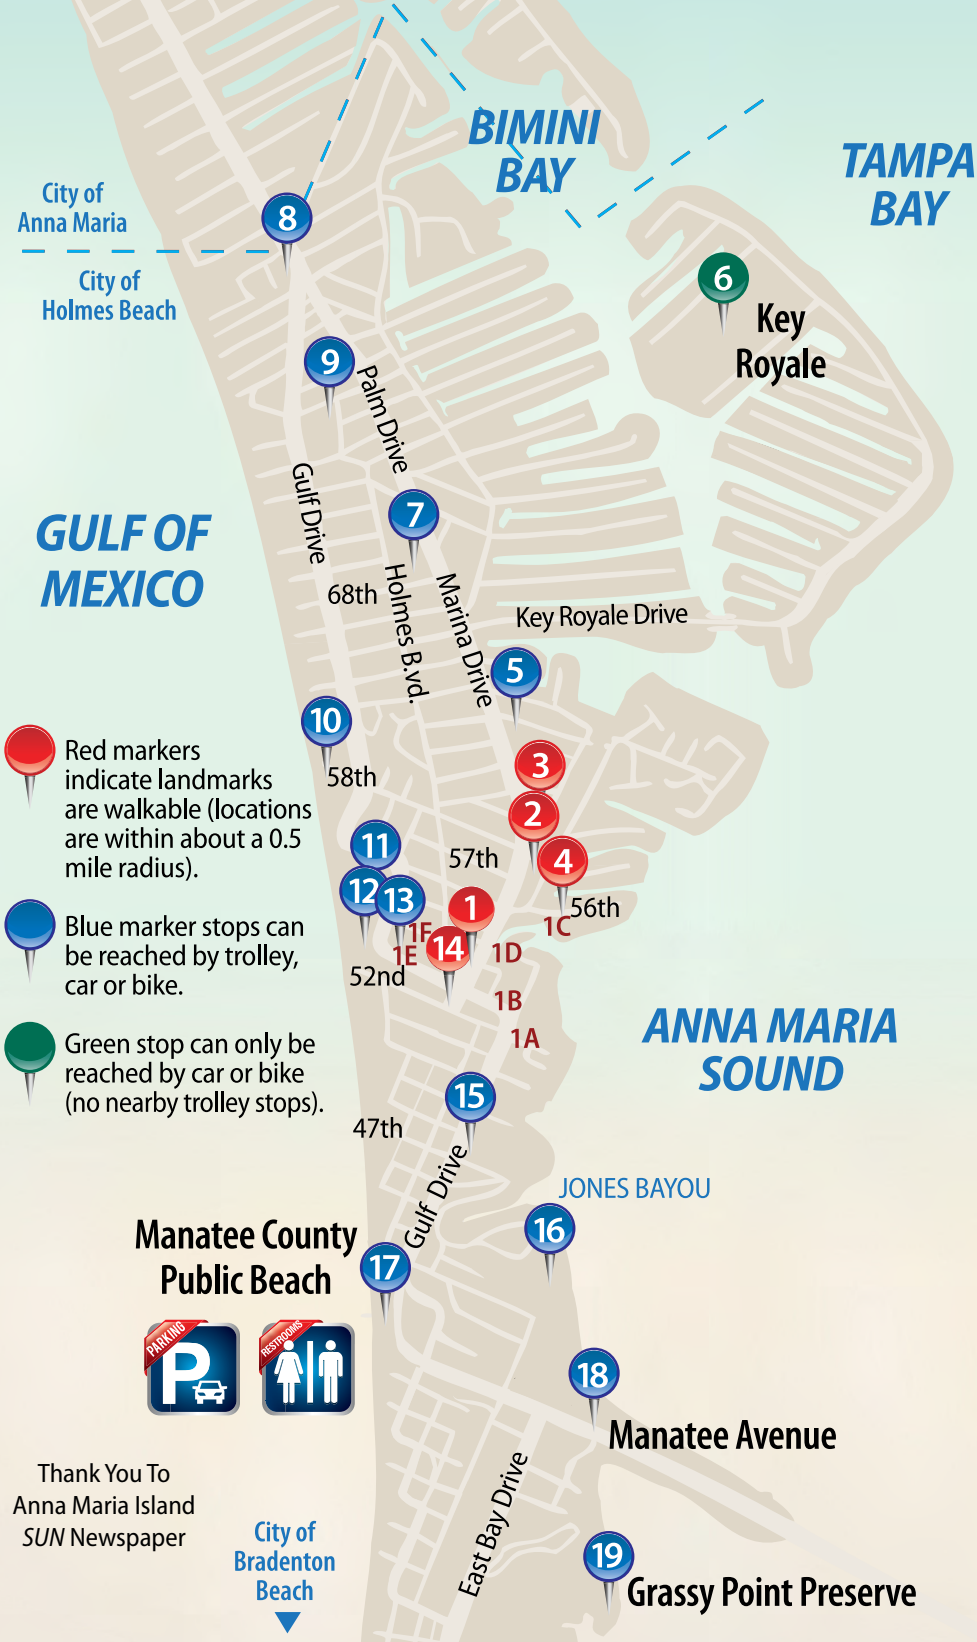 BIMINI
BAY
TAMPA
BAY
City of
Anna Maria
8
City of
Holmes Beach
6
Key
Royale
9
Palm Drive
Gulf Drive
GULF OF
MEXICO
7
68th
Holmes B.vd.
Marina Drive
Key Royale Drive
5
10
58th
3
2
4
Red markers
indicate landmarks
are walkable (locations
are within about a 0.5
mile radius).
11
57th
12
13
1
56th
1C
1F
1E
14
1D
52nd
1B
1A
Blue marker stops can
be reached by trolley,
car or bike.
ANNA MARIA
SOUND
Green stop can only be
reached by car or bike
(no nearby trolley stops).
15
47th
Gulf Drive
JONES BAYOU
16
Manatee County
Public Beach
17
PARKING
P
RESTROOMS
18
Manatee Avenue
East Bay Drive
Thank You To
Anna Maria Island
SUN Newspaper
City of
Bradenton
Beach
19
Grassy Point Preserve